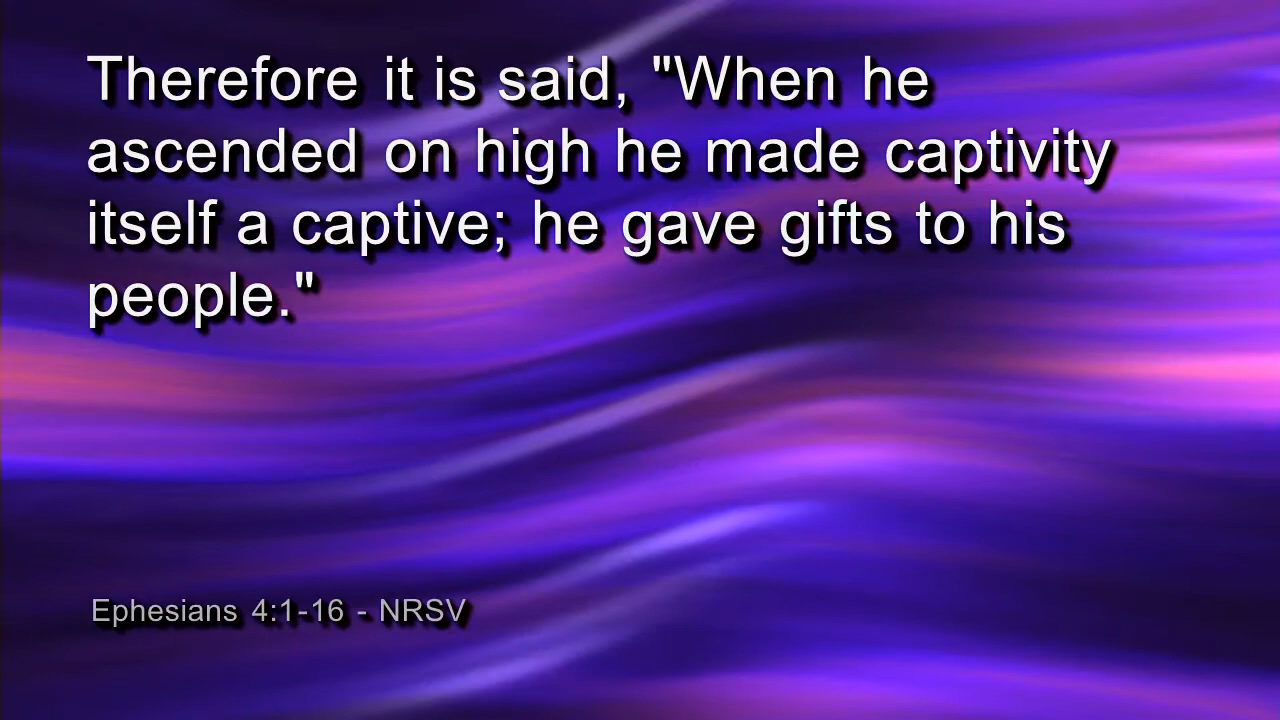 Therefore it is said, "When he
ascended on high he made captivity
itself a captive; he gave gifts to his
people."
Ephesians 4:1-16 - NRSV